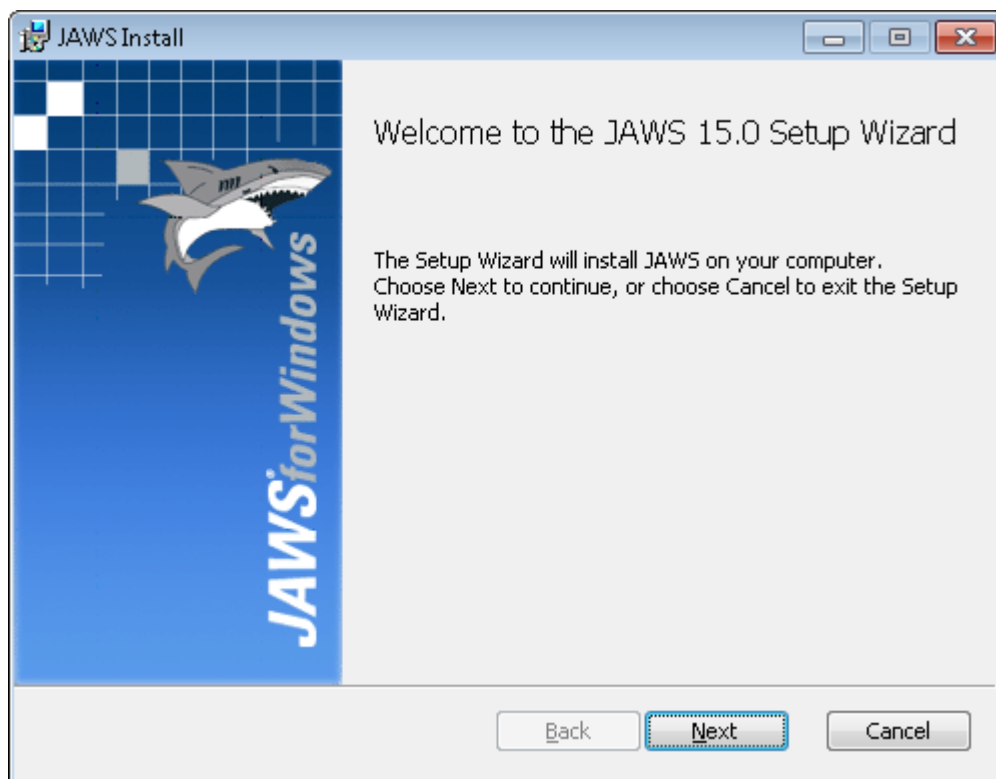 JAWS Install
JAWS® for Windows
Welcome to the JAWS 15.0 Setup Wizard
The Setup Wizard will install JAWS on your computer.
Choose Next to continue, or choose Cancel to exit the Setup
Wizard.
Back
Next
Cancel